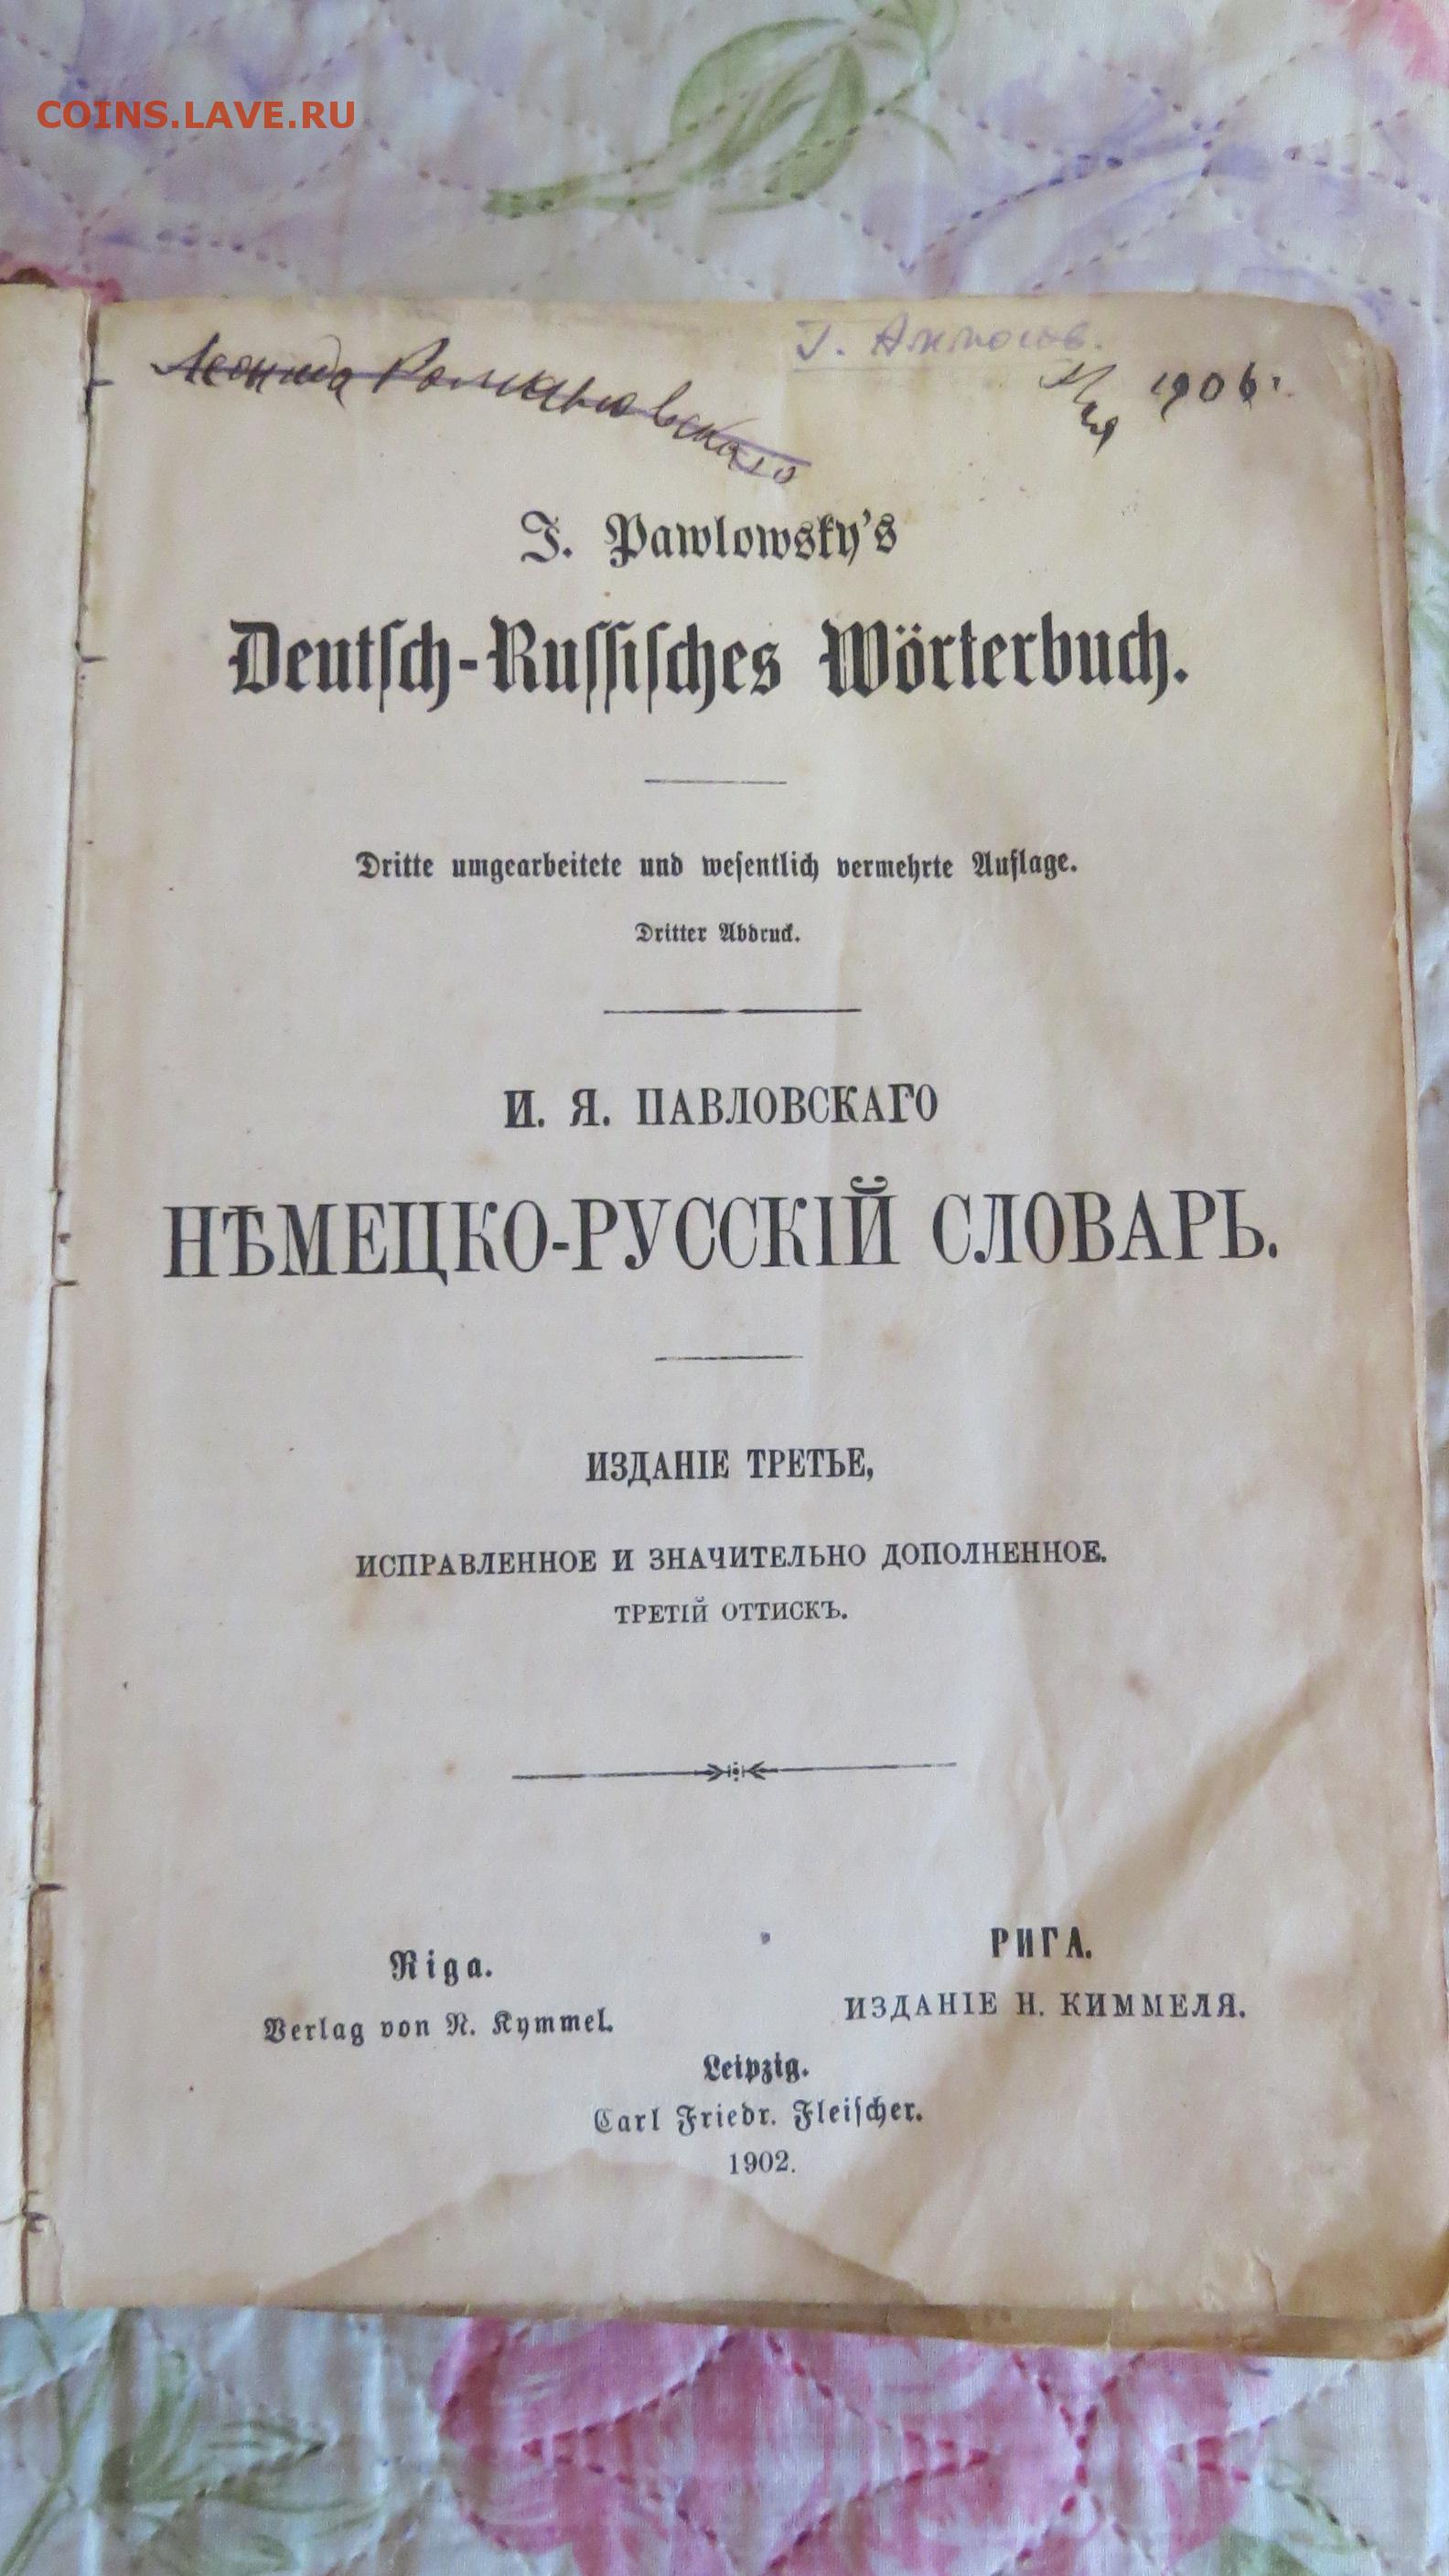 COINS.LAVE.RU
Леонида Романовскаго
1906 г.
J. Pawlowsky's
Deutſch-Ruſſiſches Wörterbuch.
Dritte umgearbeitete und weſentlich vermehrte Auflage.
Dritter Abdruck.
И. Я. ПАВЛОВСКАГО
НѢМЕЦКО-РУССКІЙ СЛОВАРЬ.
ИЗДАНІЕ ТРЕТЬЕ,
ИСПРАВЛЕННОЕ И ЗНАЧИТЕЛЬНО ДОПОЛНЕННОЕ.
ТРЕТІЙ ОТТИСКЪ.
Riga.
Verlag von N. Kymmel.
РИГА.
ИЗДАНІЕ Н. КИММЕЛЯ.
Leipzig.
Carl Friedr. Fleiſcher.
1902.